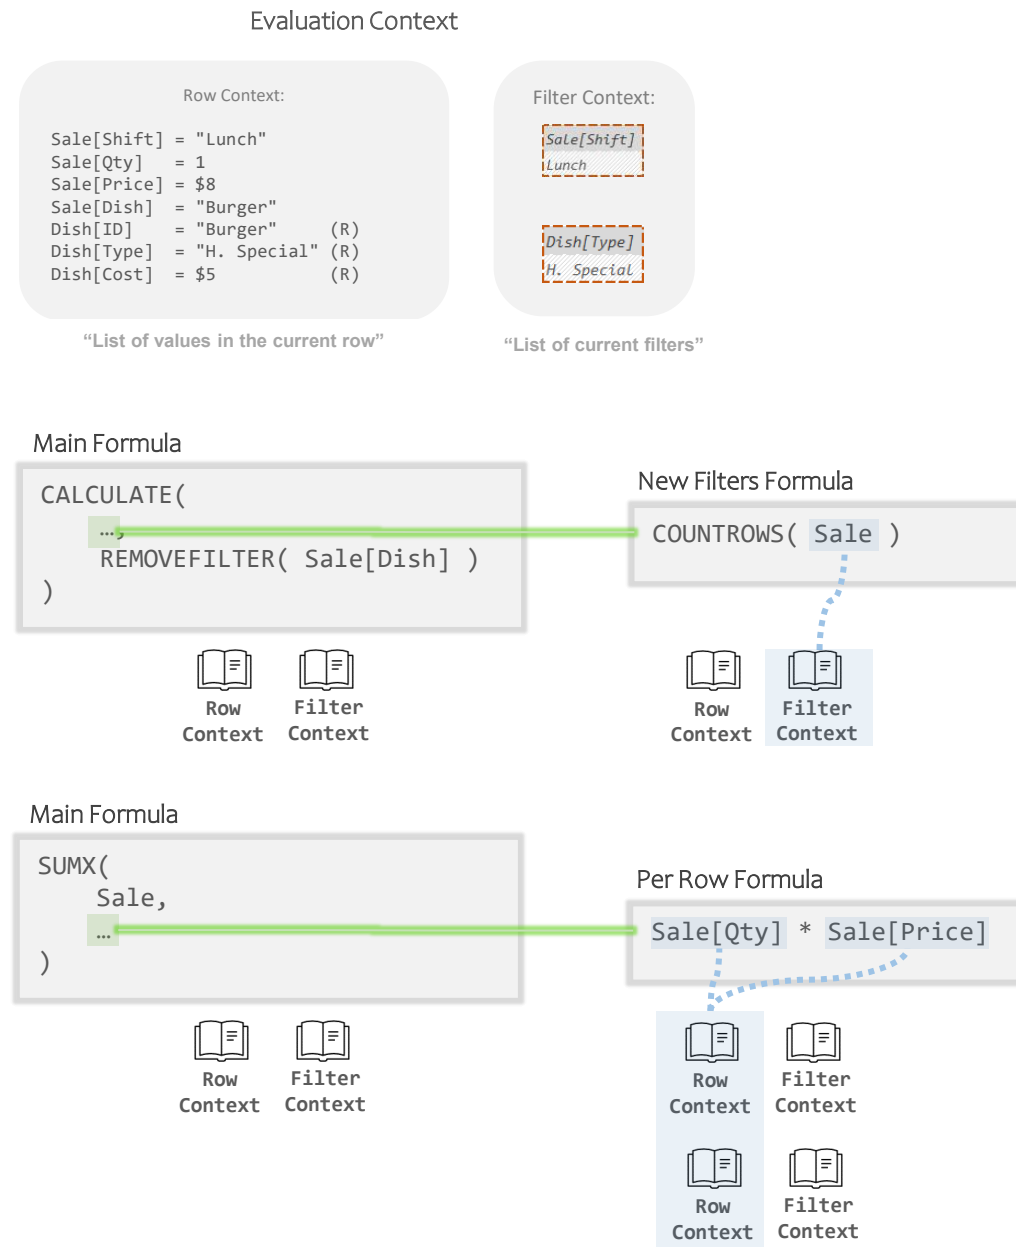 Evaluation Context
Row Context:
Sale[Shift] = "Lunch"
Sale[Qty] = 1
Sale[Price] = $8
Sale[Dish] = "Burger"
Dish[ID] = "Burger" (R)
Dish[Type] = "H. Special" (R)
Dish[Cost] = $5 (R)
“List of values in the current row”
Filter Context:
Sale[Shift]
Lunch
Dish[Type]
H. Special
“List of current filters”
Main Formula
CALCULATE(
…,
REMOVEFILTER( Sale[Dish] )
)
Row
Context
Filter
Context
New Filters Formula
COUNTROWS( Sale )
Row
Context
Filter
Context
Main Formula
SUMX(
Sale,
…
)
Row
Context
Filter
Context
Per Row Formula
Sale[Qty] * Sale[Price]
Row
Context
Filter
Context
Row
Context
Filter
Context